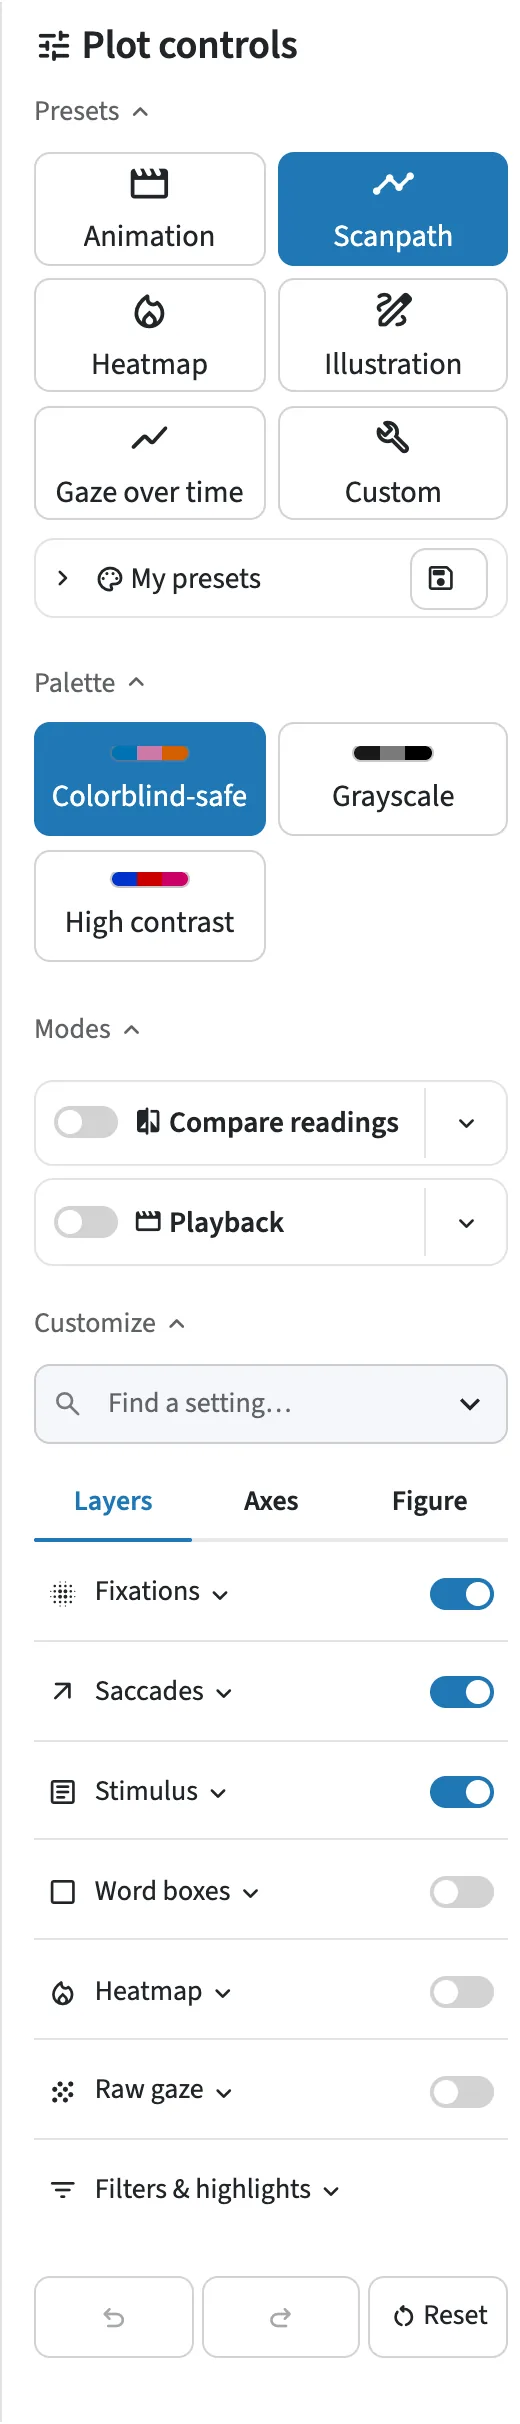 Plot controls
Presets
Animation
Scanpath
Heatmap
Illustration
Gaze over time
Custom
My presets
Palette
Colorblind-safe
Grayscale
High contrast
Modes
Compare readings
Playback
Customize
Find a setting...
Layers
Axes
Figure
Fixations
Saccades
Stimulus
Word boxes
Heatmap
Raw gaze
Filters & highlights
Reset